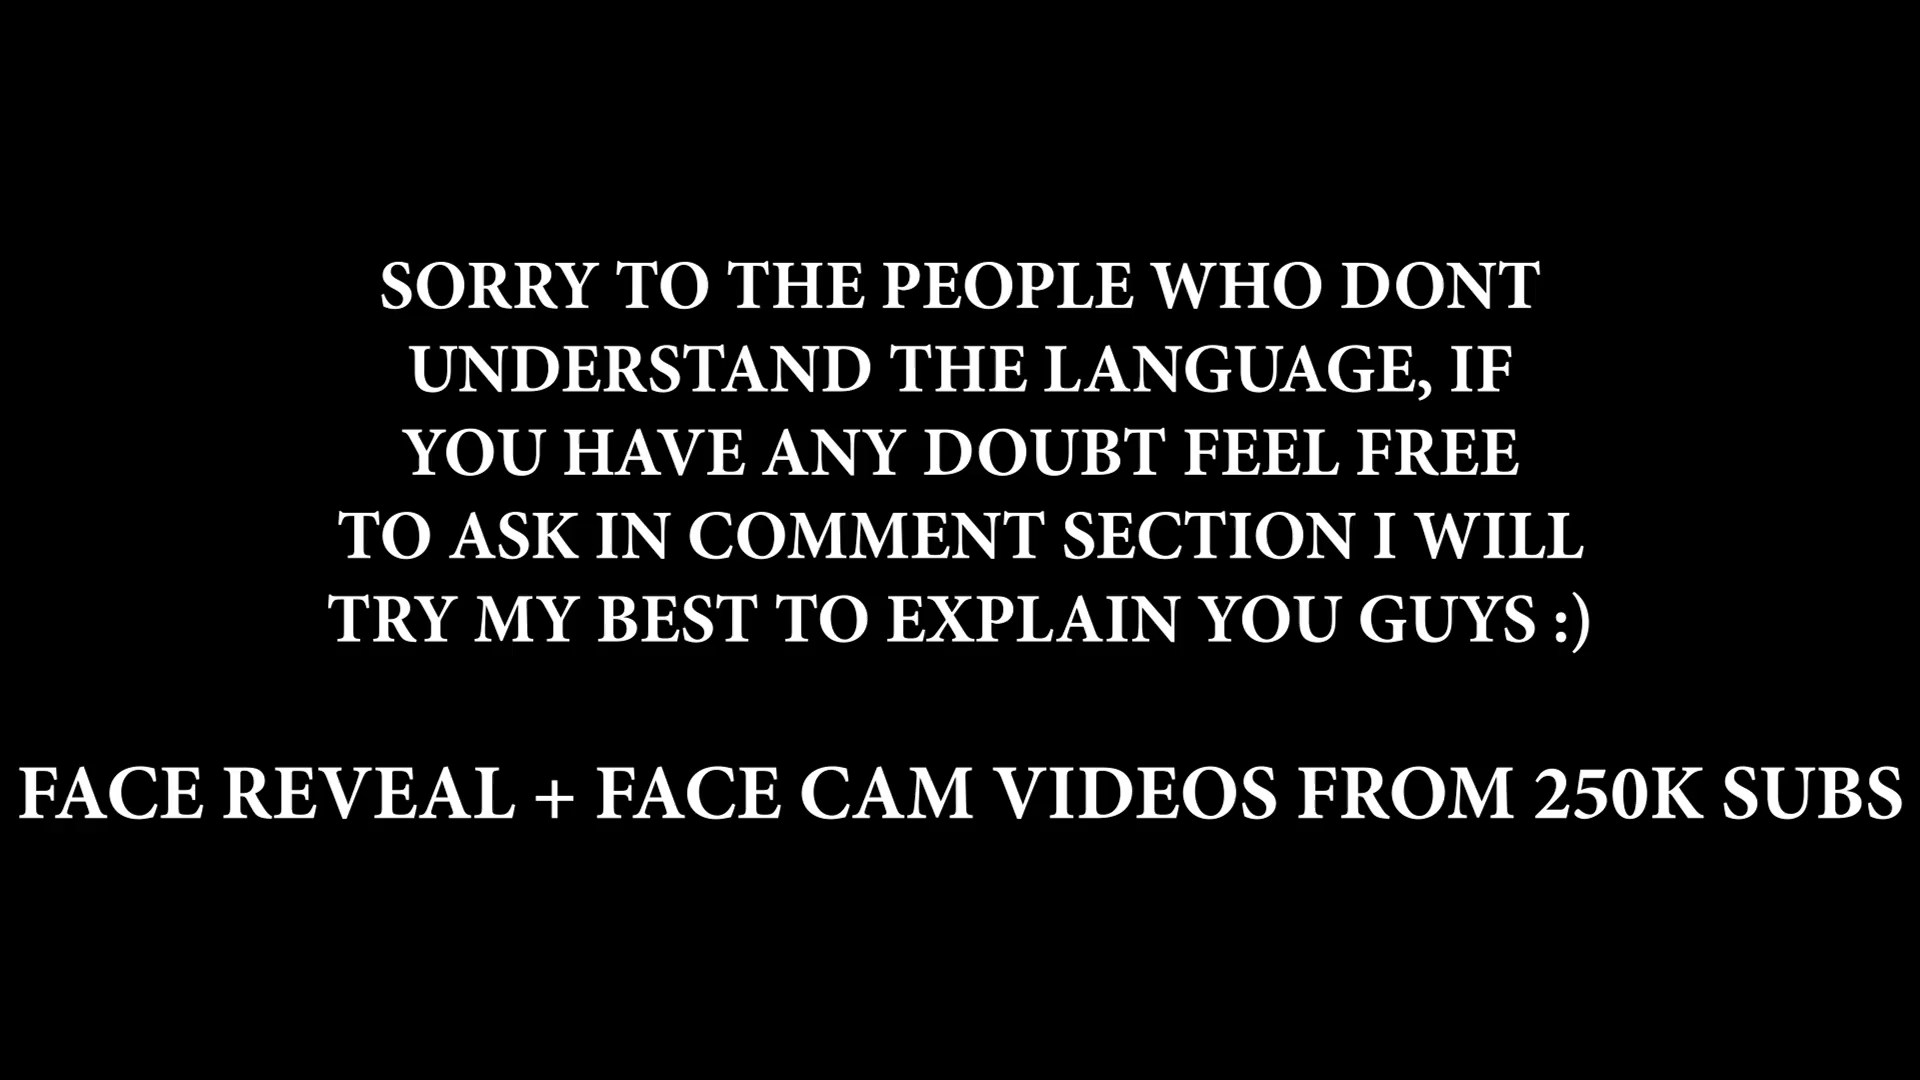 SORRY TO THE PEOPLE WHO DONT
UNDERSTAND THE LANGUAGE, IF
YOU HAVE ANY DOUBT FEEL FREE
TO ASK IN COMMENT SECTION I WILL
TRY MY BEST TO EXPLAIN YOU GUYS :)
FACE REVEAL + FACE CAM VIDEOS FROM 250K SUBS